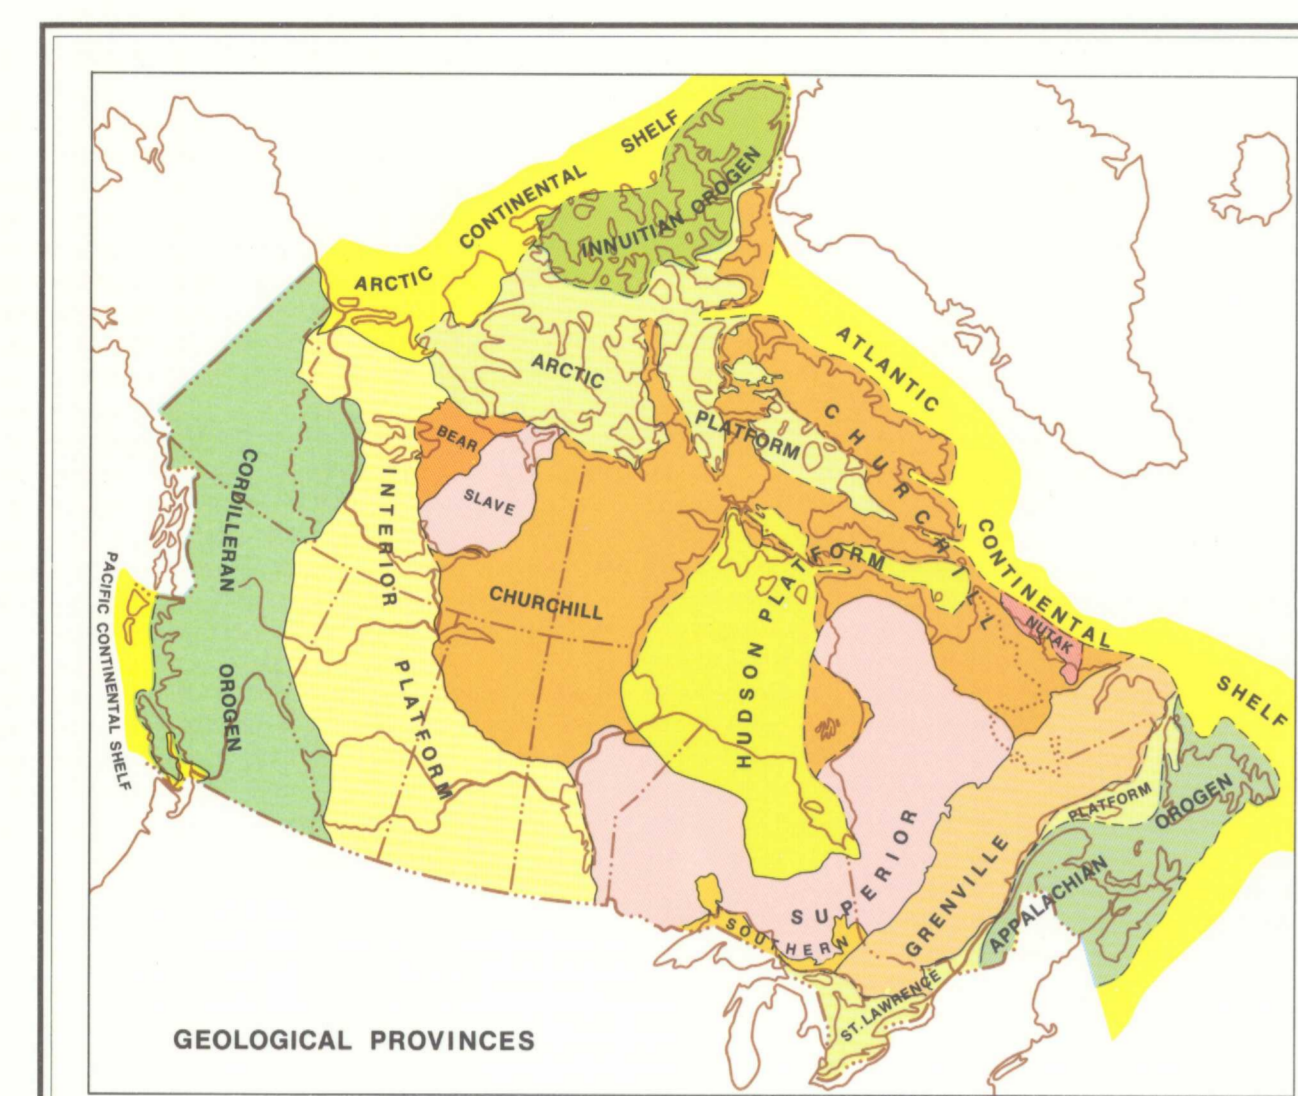 ARCTIC CONTINENTAL SHELF
INNUITIAN OROGEN
ARCTIC
PLATFORM
ATLANTIC
CONTINENTAL
SHELF
BEAR
SLAVE
CHURCHILL
CHURCHILL
CORDILLERAN
OROGEN
INTERIOR
PLATFORM
PACIFIC CONTINENTAL SHELF
HUDSON PLATFORM
NUTAK
SUPERIOR
SOUTHERN
GRENVILLE
ST. LAWRENCE
PLATFORM
APPALACHIAN
OROGEN
GEOLOGICAL PROVINCES